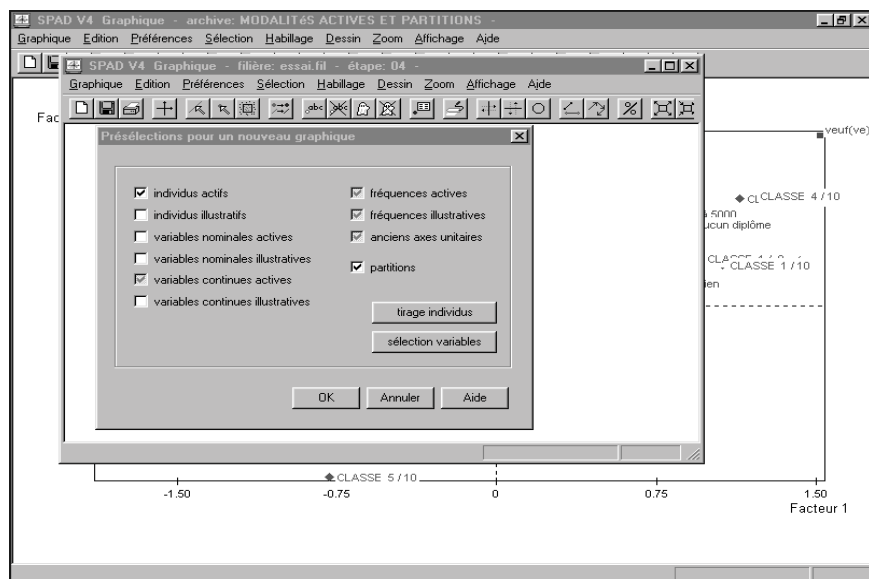 SPAD V4 Graphique - archive: MODALITéS ACTIVES ET PARTITIONS -
Graphique Edition Préférences Sélection Habillage Dessin Zoom Affichage Ajde
SPAD V4 Graphique - filière: essai.fil - étape: 04 -
Graphique Edition Préférences Sélection Habillage Dessin Zoom Affichage Ajde
abc
%
Présélections pour un nouveau graphique
individus actifs
individus illustratifs
variables nominales actives
variables nominales illustratives
variables continues actives
variables continues illustratives
fréquences actives
fréquences illustratives
anciens axes unitaires
partitions
tirage individus
sélection variables
OK
Annuler
Aide
Fac
veuf(ve)
CLASSE 4 / 10
à 5000
ucun diplôme
CLASSE 1 / 10
ien
CLASSE 5 / 10
-1.50
-0.75
0
0.75
1.50
Facteur 1